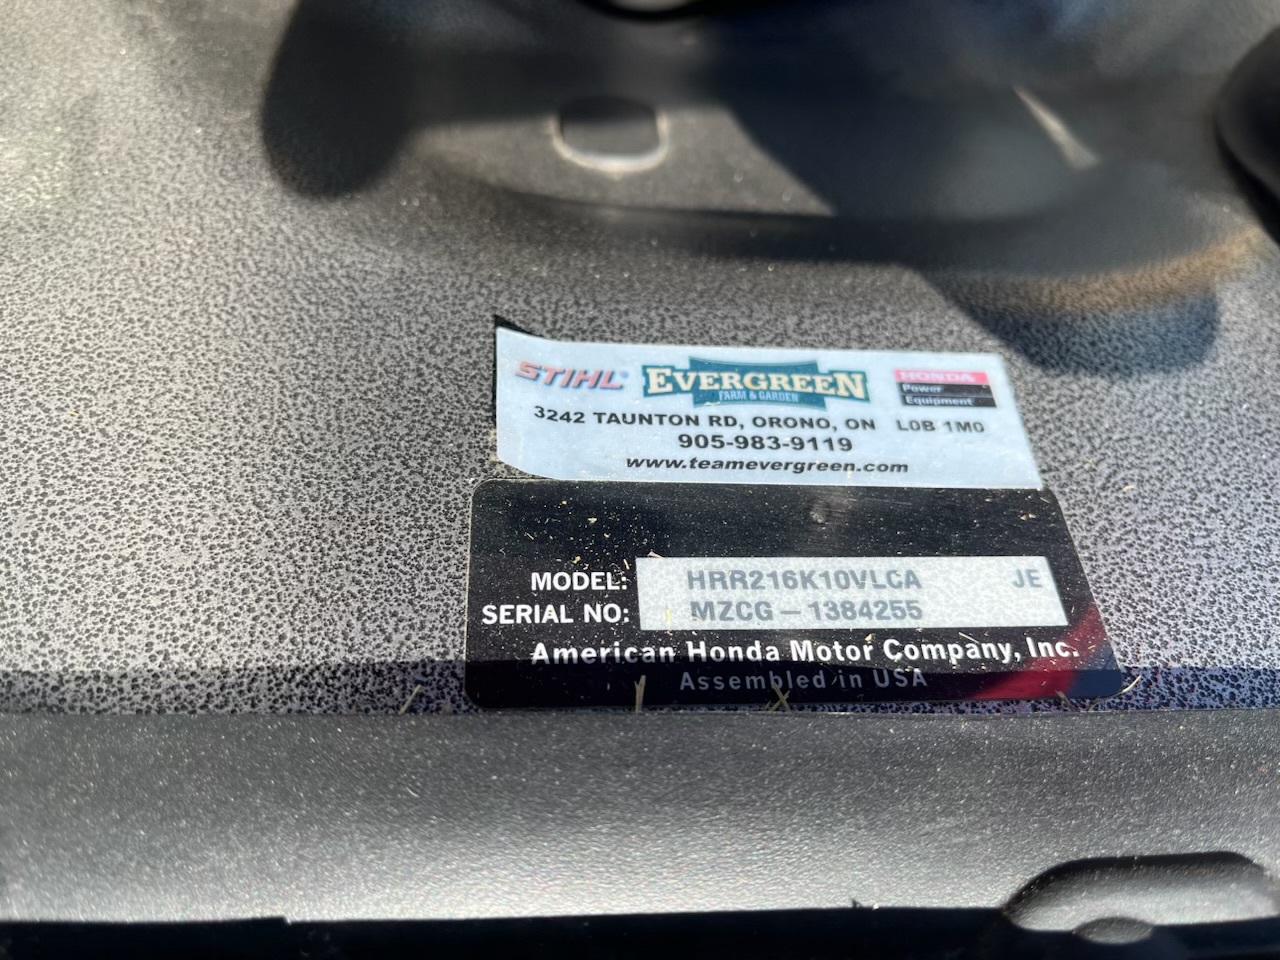 STIHL® EVERGREEN HONDA
FARM & GARDEN Power
Equipment
3242 TAUNTON RD, ORONO, ON L0B 1M0
905-983-9119
www.teamevergreen.com
MODEL: HRR216K10VLCA JE
SERIAL NO: MZCG-1384255
American Honda Motor Company, Inc.
Assembled in USA